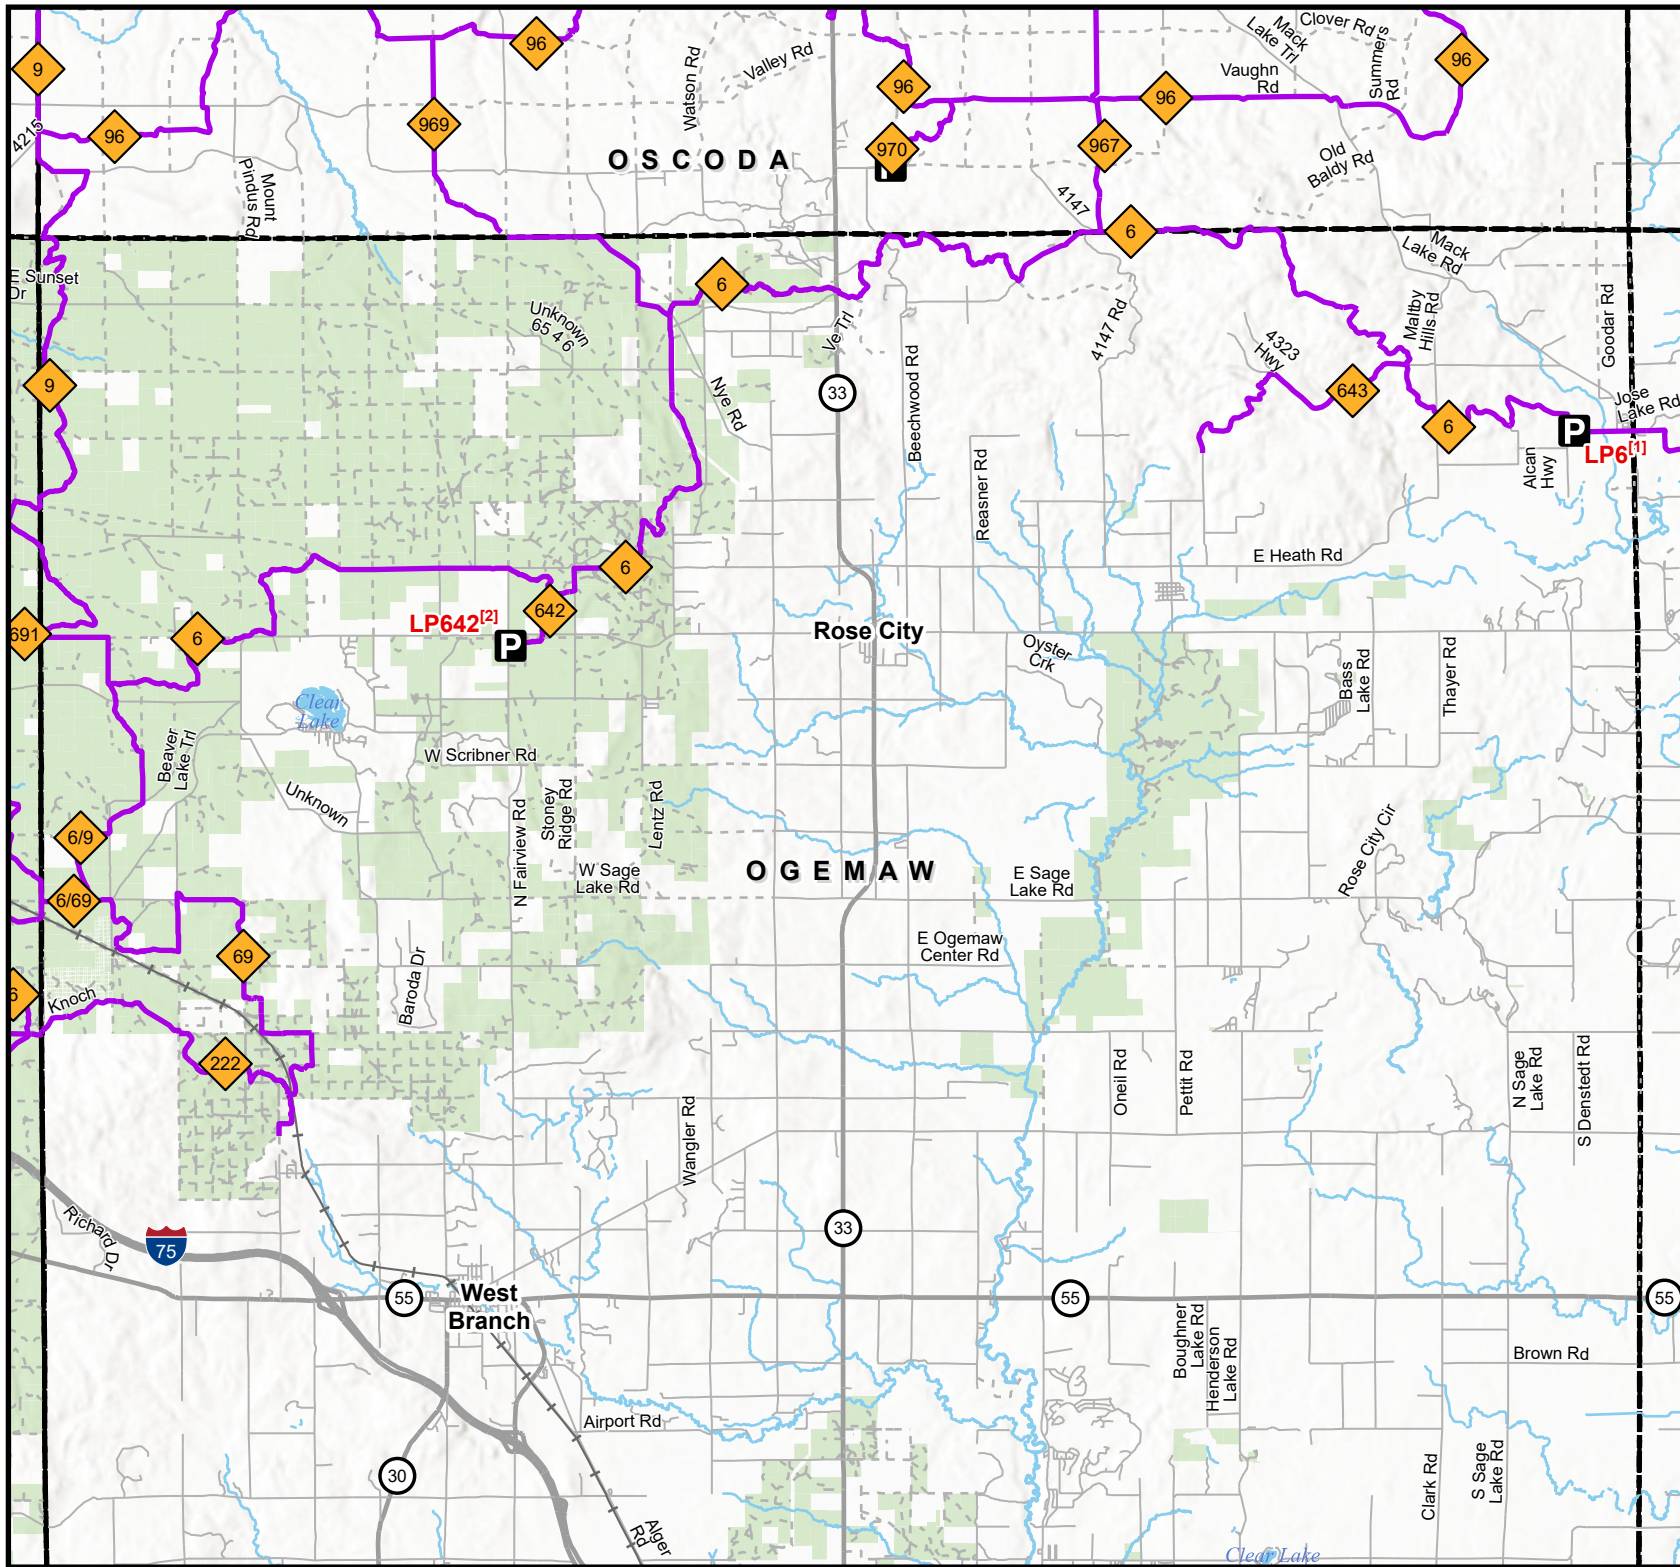 Clover Rd
Mack
Lake Trl
Summers
Rd
Vaughn
Rd
Valley Rd
Watson Rd
9
96
96
96
96
96
969
970
967
4215
OSCODA
Old
Baldy Rd
Mount
Pindus Rd
4147
6
Mack
Lake Rd
E Sunset
Dr
6
Unknown
65 4 6
Ve Trl
4147 Rd
Maltby
Hills Rd
Goodar Rd
4323
Hwy
9
Nye Rd
33
Beechwood Rd
643
Jose
Lake Rd
6
P
LP6[1]
Alcan
Hwy
Reasner Rd
E Heath Rd
6
642
LP642[2]
P
691
6
Rose City
Oyster
Crk
Bass
Lake Rd
Thayer Rd
Clear
Lake
Beaver
Lake Trl
W Scribner Rd
Unknown
N Fairview Rd
Stoney
Ridge Rd
Lentz Rd
6/9
Rose City Cir
OGEMAW
W Sage
Lake Rd
E Sage
Lake Rd
6/69
69
E Ogemaw
Center Rd
Baroda Dr
6
Knoch
222
Oneil Rd
Pettit Rd
N Sage
Lake Rd
S Denstedt Rd
Wangler Rd
Richard Dr
75
33
55
West
Branch
55
55
Boughner
Lake Rd
Henderson
Lake Rd
Brown Rd
Airport Rd
30
Clark Rd
S Sage
Lake Rd
Alger
Rd
Clear Lake